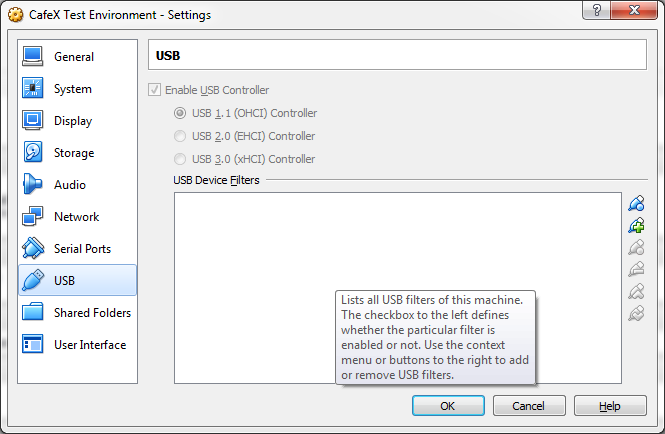 CafeX Test Environment - Settings
General
System
Display
Storage
Audio
Network
Serial Ports
USB
Shared Folders
User Interface
USB
Enable USB Controller
USB 1.1 (OHCI) Controller
USB 2.0 (EHCI) Controller
USB 3.0 (xHCI) Controller
USB Device Filters
Lists all USB filters of this machine.
The checkbox to the left defines
whether the particular filter is
enabled or not. Use the context
menu or buttons to the right to add
or remove USB filters.
OK
Cancel
Help